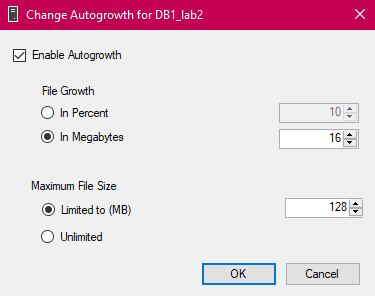 Change Autogrowth for DB1_lab2
Enable Autogrowth
File Growth
In Percent 10
In Megabytes 16
Maximum File Size
Limited to (MB) 128
Unlimited
OK Cancel